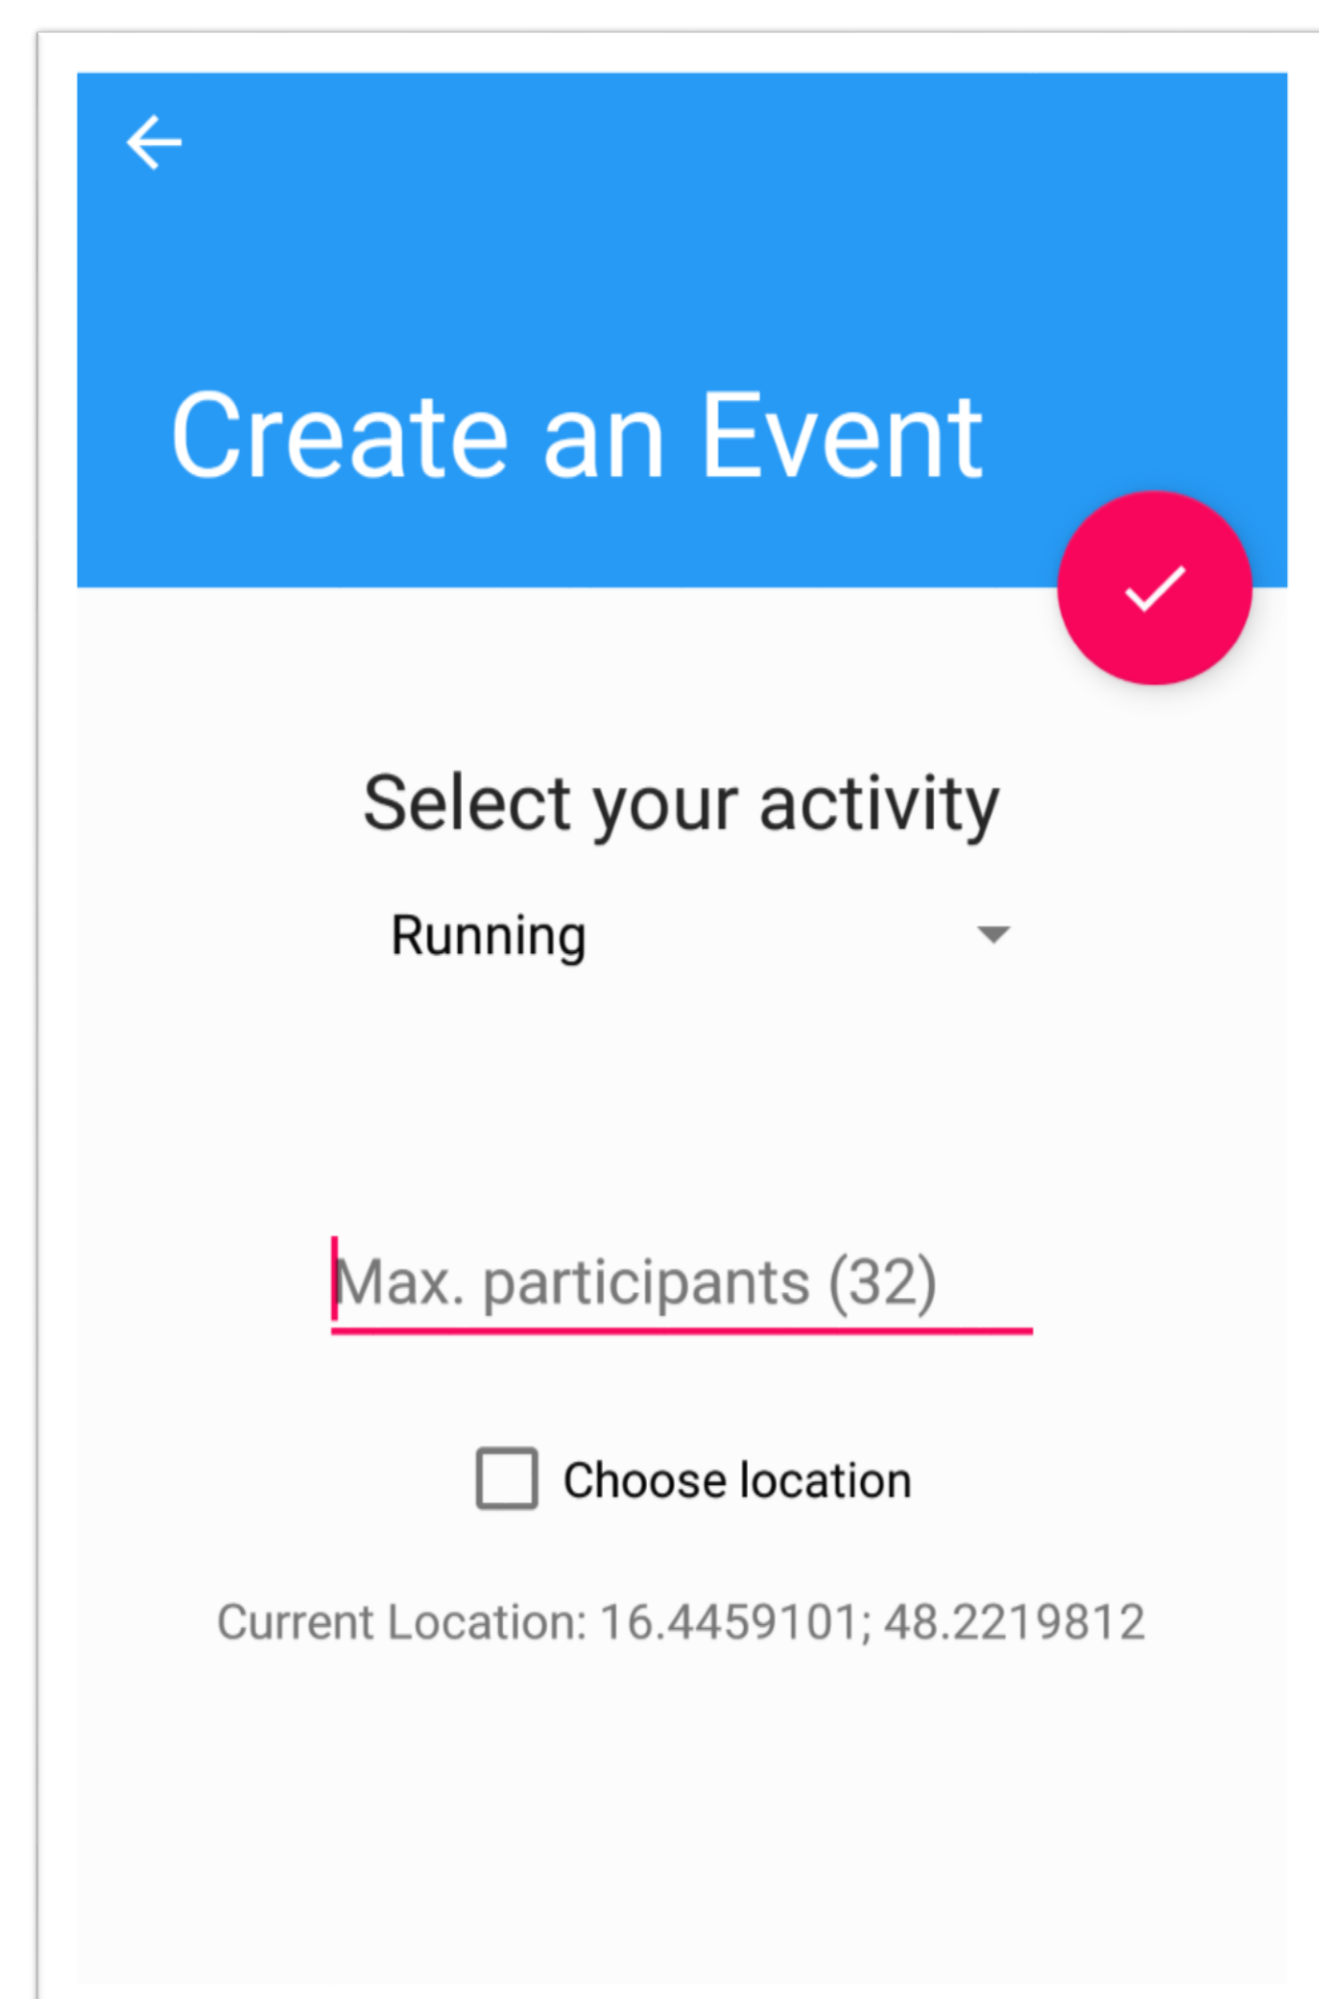 Create an Event
Select your activity
Running
Max. participants (32)
Choose location
Current Location: 16.4459101; 48.2219812